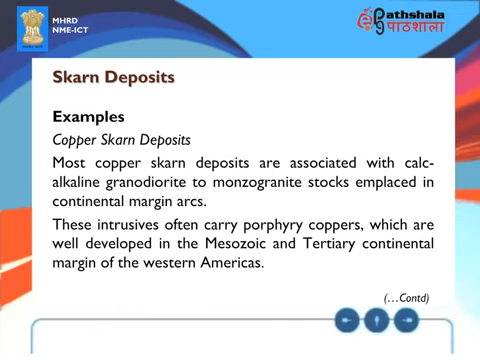 MHRD
NME-ICT
Pathshala
पाठशाला
Skarn Deposits
Examples
Copper Skarn Deposits
Most copper skarn deposits are associated with calc-
alkaline granodiorite to monzogranite stocks emplaced in
continental margin arcs.
These intrusives often carry porphyry coppers, which are
well developed in the Mesozoic and Tertiary continental
margin of the western Americas.
(…Contd)